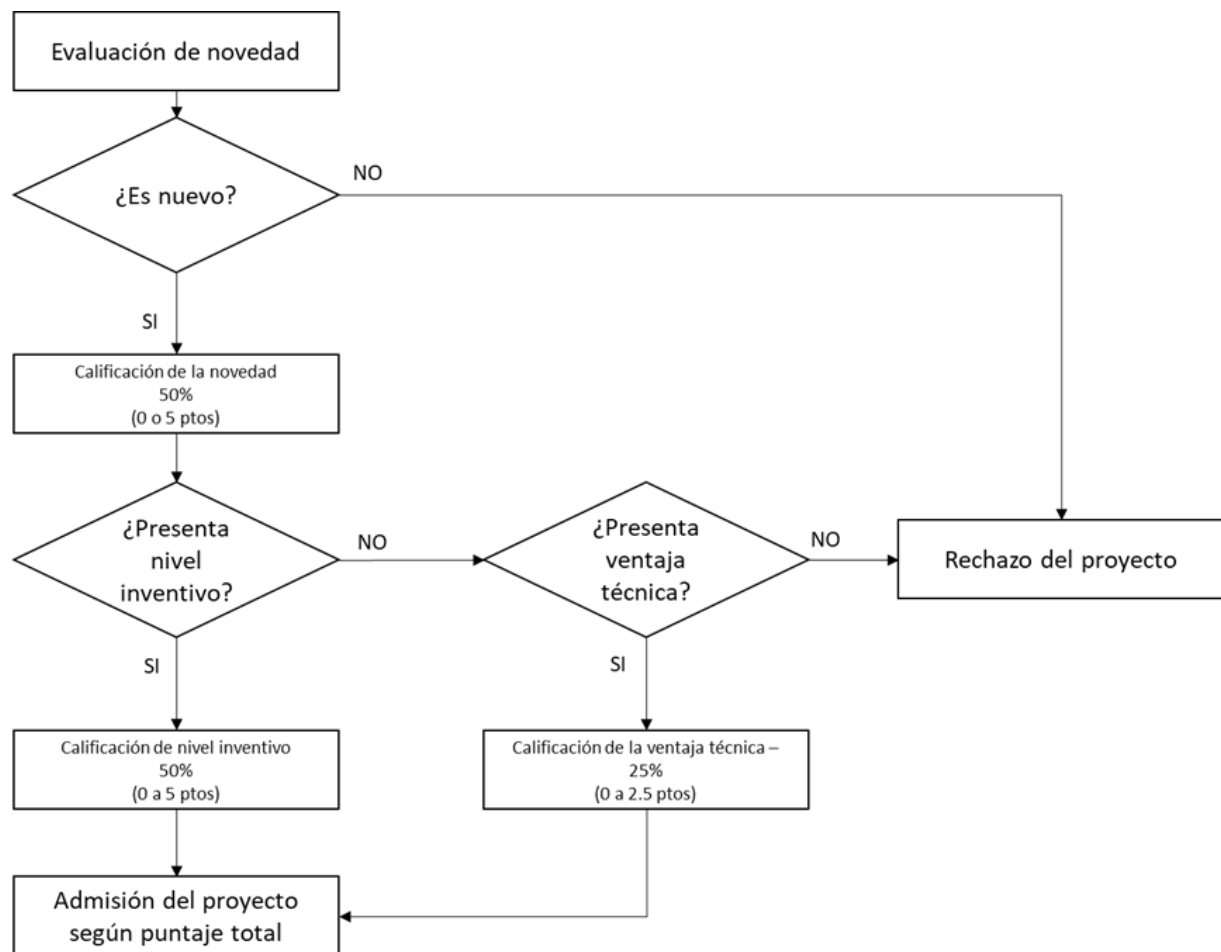 Evaluación de novedad
¿Es nuevo?
NO
SI
Calificación de la novedad
50%
(0 o 5 ptos)
¿Presenta
nivel
inventivo?
NO
¿Presenta
ventaja
técnica?
NO
Rechazo del proyecto
SI
SI
Calificación de nivel inventivo
50%
(0 a 5 ptos)
Calificación de la ventaja técnica –
25%
(0 a 2.5 ptos)
Admisión del proyecto
según puntaje total